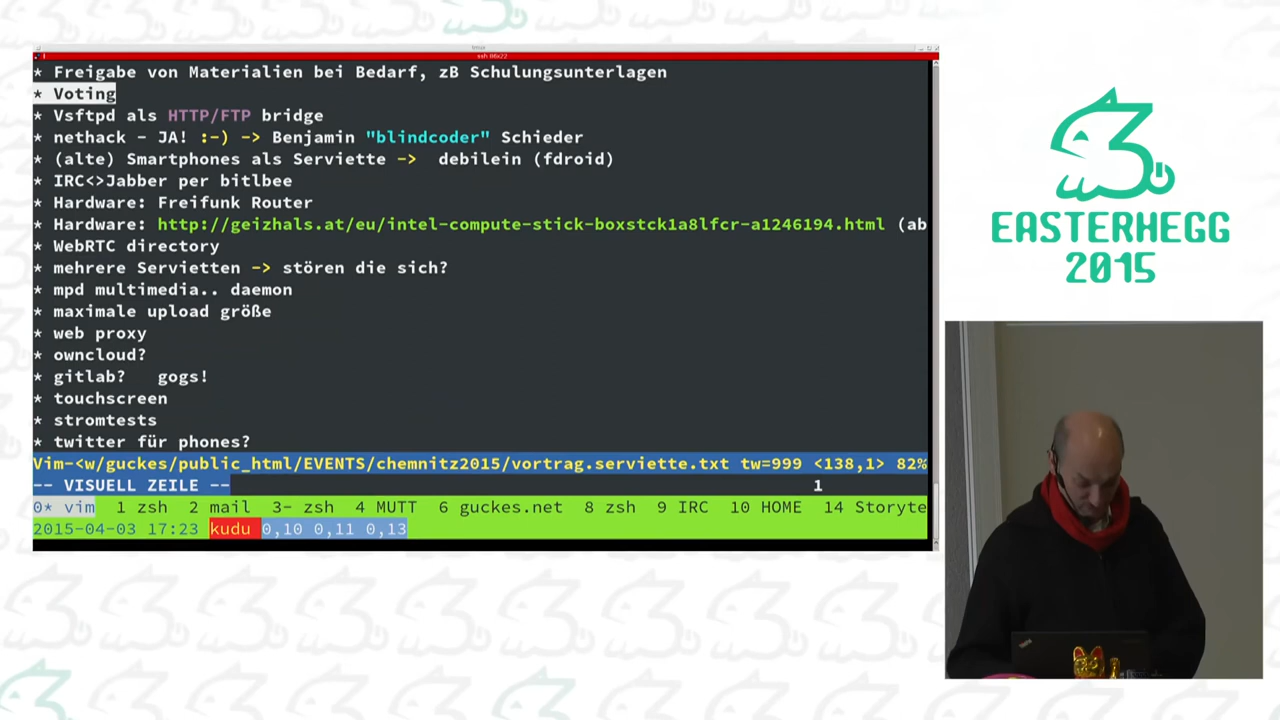 * Freigabe von Materialien bei Bedarf, zB Schulungsunterlagen
* Voting
* Vsftpd als HTTP/FTP bridge
* nethack - JA! :-) -> Benjamin "blindcoder" Schieder
* (alte) Smartphones als Serviette ->  debilein (fdroid)
* IRC<>Jabber per bitlbee
* Hardware: Freifunk Router
* Hardware: http://geizhals.at/eu/intel-compute-stick-boxstck1a8lfcr-a1246194.html (ab
* WebRTC directory
* mehrere Servietten -> stören die sich?
* mpd multimedia.. daemon
* maximale upload größe
* web proxy
* owncloud?
* gitlab?   gogs!
* touchscreen
* stromtests
* twitter für phones?
Vim-<w/guckes/public_html/EVENTS/chemnitz2015/vortrag.serviette.txt tw=999 <138,1> 82%
-- VISUELL ZEILE -- 1
0* vim  1 zsh  2 mail  3- zsh  4 MUTT  6 guckes.net  8 zsh  9 IRC  10 HOME  14 Storyte
2015-04-03 17:23 kudu 0,10 0,11 0,13
EASTERHEGG
2015